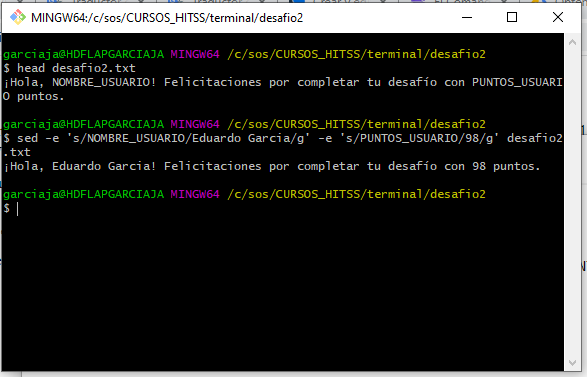 MINGW64:/c/sos/CURSOS_HITSS/terminal/desafio2
garciaja@HDFLAPGARCIAJA MINGW64 /c/sos/CURSOS_HITSS/terminal/desafio2
$ head desafio2.txt
¡Hola, NOMBRE_USUARIO! Felicitaciones por completar tu desafío con PUNTOS_USUARI
O puntos.
garciaja@HDFLAPGARCIAJA MINGW64 /c/sos/CURSOS_HITSS/terminal/desafio2
$ sed -e 's/NOMBRE_USUARIO/Eduardo Garcia/g' -e 's/PUNTOS_USUARIO/98/g' desafio2
.txt
¡Hola, Eduardo Garcia! Felicitaciones por completar tu desafío con 98 puntos.
garciaja@HDFLAPGARCIAJA MINGW64 /c/sos/CURSOS_HITSS/terminal/desafio2
$